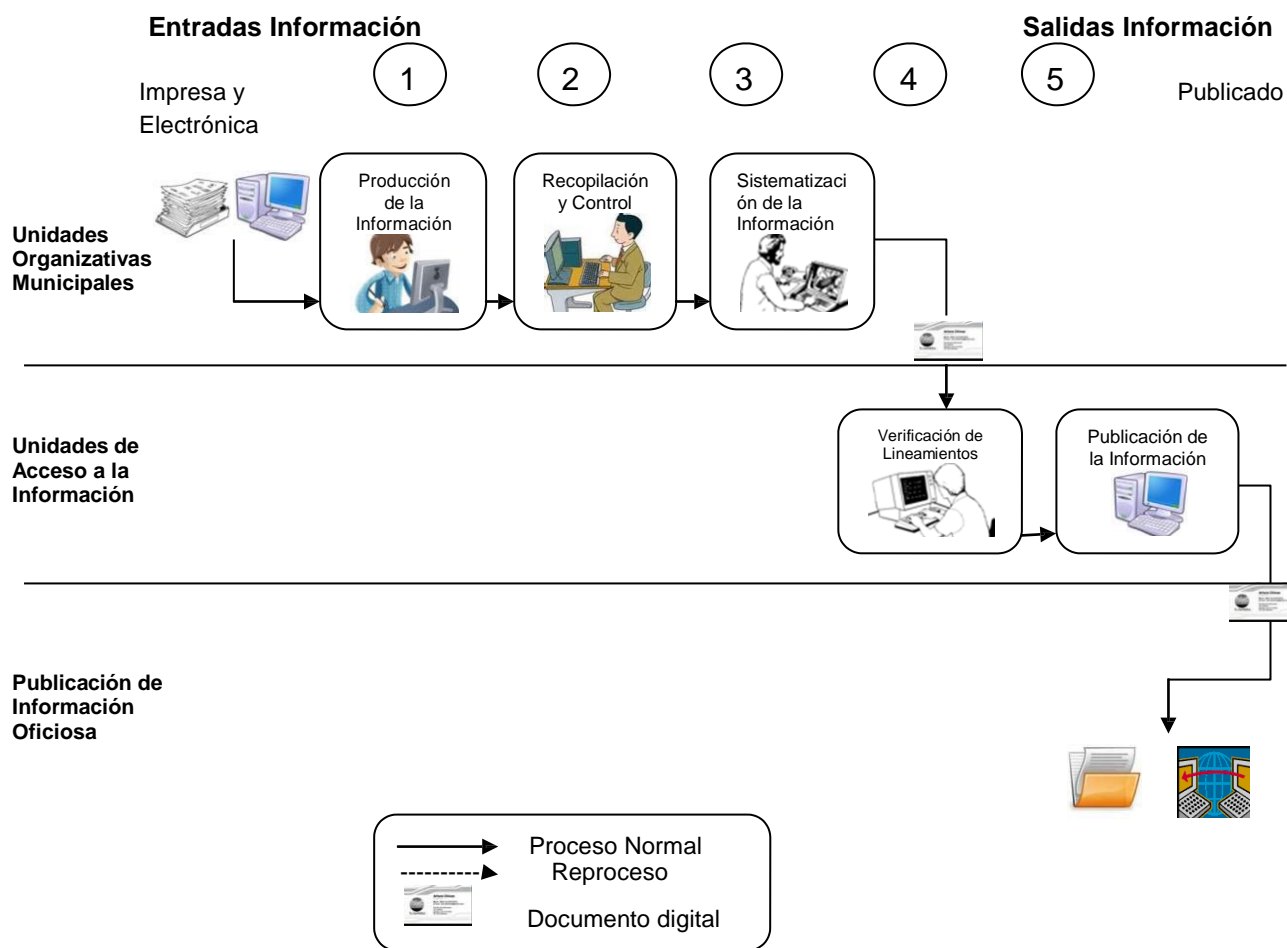 Entradas Información
Salidas Información
1
2
3
4
5
Impresa y
Electrónica
Publicado
Unidades
Organizativas
Municipales
Producción
de la
Información
Recopilación
y Control
Sistematizaci
ón de la
Información
Unidades de
Acceso a la
Información
Verificación de
Lineamientos
Publicación de
la Información
Publicación de
Información
Oficiosa
Proceso Normal
Reproceso
Documento digital